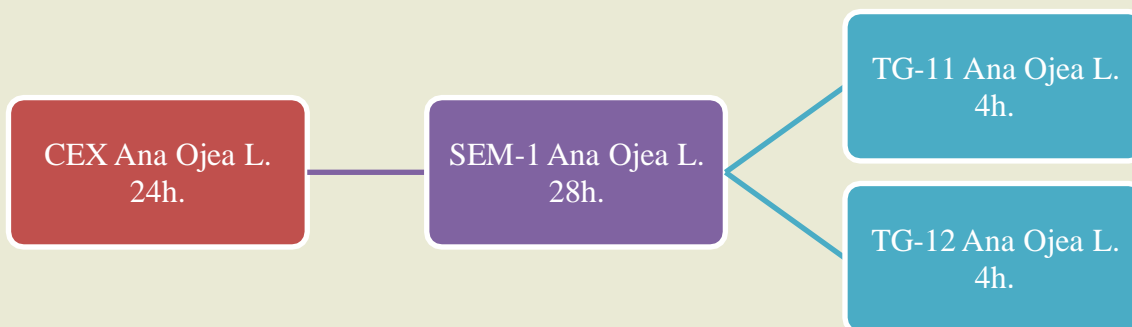 CEX Ana Ojea L.
24h.
SEM-1 Ana Ojea L.
28h.
TG-11 Ana Ojea L.
4h.
TG-12 Ana Ojea L.
4h.